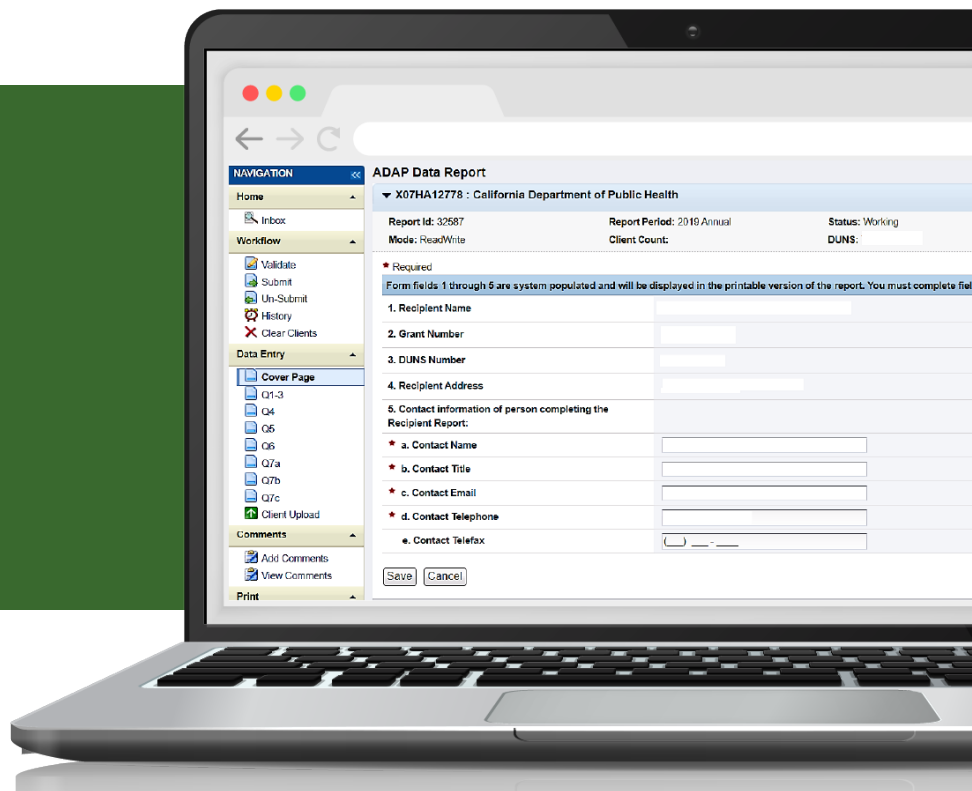 NAVIGATION
Home
Inbox
Workflow
Validate
Submit
Un-Submit
History
Clear Clients
Data Entry
Cover Page
Q1-3
Q4
Q5
Q6
Q7a
Q7b
Q7c
Client Upload
Comments
Add Comments
View Comments
Print
ADAP Data Report
X07HA12778 : California Department of Public Health
Report Id: 32587 Report Period: 2019 Annual Status: Working
Mode: ReadWrite Client Count: DUNS:
* Required
Form fields 1 through 5 are system populated and will be displayed in the printable version of the report. You must complete fiel
1. Recipient Name
2. Grant Number
3. DUNS Number
4. Recipient Address
5. Contact information of person completing the
Recipient Report:
* a. Contact Name
* b. Contact Title
* c. Contact Email
* d. Contact Telephone
e. Contact Telefax (__) ___-____
Save Cancel